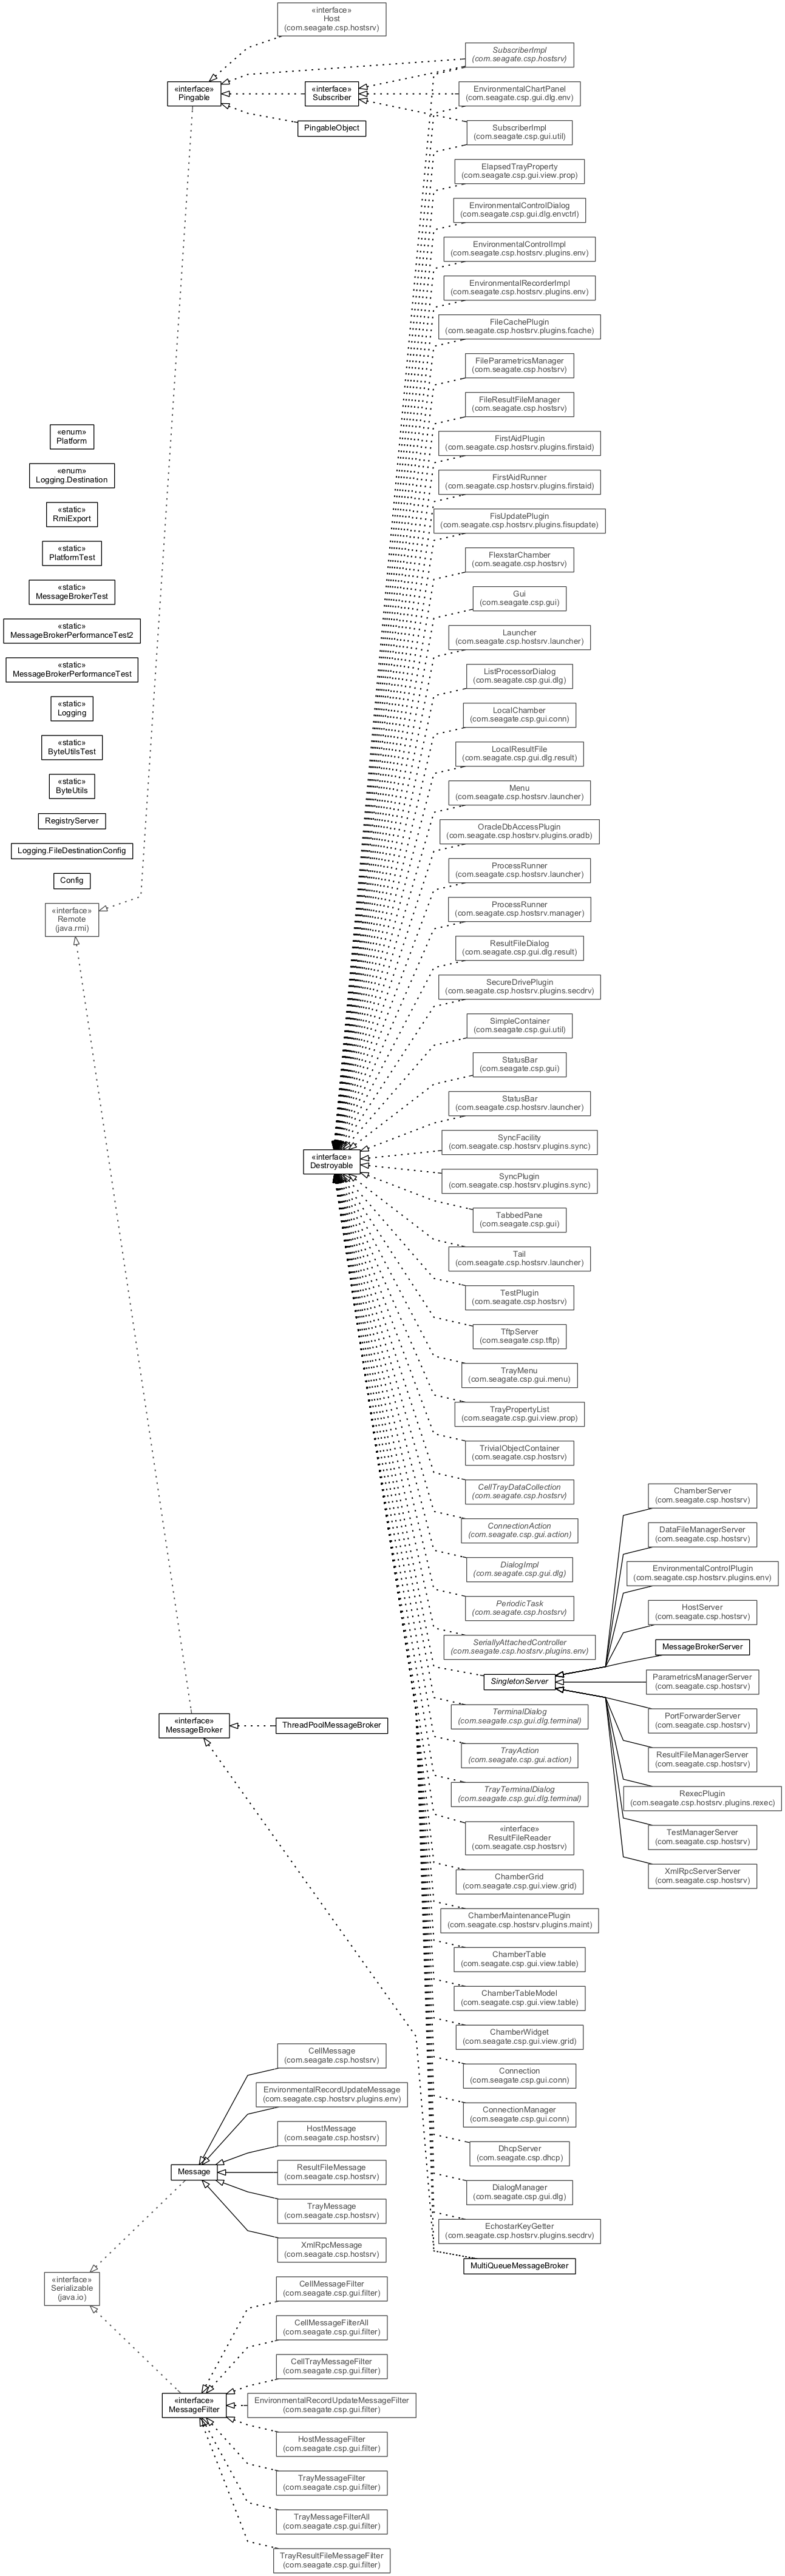 «interface»
Host
(com.seagate.csp.hostsrv)
«interface»
Pingable
«interface»
Subscriber
PingableObject
SubscriberImpl
(com.seagate.csp.hostsrv)
EnvironmentalChartPanel
(com.seagate.csp.gui.dlg.env)
SubscriberImpl
(com.seagate.csp.gui.util)
ElapsedTrayProperty
(com.seagate.csp.gui.view.prop)
EnvironmentalControlDialog
(com.seagate.csp.gui.dlg.envctrl)
EnvironmentalControlImpl
(com.seagate.csp.hostsrv.plugins.env)
EnvironmentalRecorderImpl
(com.seagate.csp.hostsrv.plugins.env)
FileCachePlugin
(com.seagate.csp.hostsrv.plugins.fcache)
FileParametricsManager
(com.seagate.csp.hostsrv)
FileResultFileManager
(com.seagate.csp.hostsrv)
FirstAidPlugin
(com.seagate.csp.hostsrv.plugins.firstaid)
FirstAidRunner
(com.seagate.csp.hostsrv.plugins.firstaid)
FisUpdatePlugin
(com.seagate.csp.hostsrv.plugins.fisupdate)
FlexstarChamber
(com.seagate.csp.hostsrv)
Gui
(com.seagate.csp.gui)
Launcher
(com.seagate.csp.hostsrv.launcher)
ListProcessorDialog
(com.seagate.csp.gui.dlg)
LocalChamber
(com.seagate.csp.gui.conn)
LocalResultFile
(com.seagate.csp.gui.dlg.result)
Menu
(com.seagate.csp.hostsrv.launcher)
OracleDbAccessPlugin
(com.seagate.csp.hostsrv.plugins.oradb)
ProcessRunner
(com.seagate.csp.hostsrv.launcher)
ProcessRunner
(com.seagate.csp.hostsrv.manager)
ResultFileDialog
(com.seagate.csp.gui.dlg.result)
SecureDrivePlugin
(com.seagate.csp.hostsrv.plugins.secdrv)
SimpleContainer
(com.seagate.csp.gui.util)
StatusBar
(com.seagate.csp.gui)
StatusBar
(com.seagate.csp.hostsrv.launcher)
SyncFacility
(com.seagate.csp.hostsrv.plugins.sync)
SyncPlugin
(com.seagate.csp.hostsrv.plugins.sync)
TabbedPane
(com.seagate.csp.gui)
Tail
(com.seagate.csp.hostsrv.launcher)
TestPlugin
(com.seagate.csp.hostsrv)
TftpServer
(com.seagate.csp.tftp)
TrayMenu
(com.seagate.csp.gui.menu)
TrayPropertyList
(com.seagate.csp.gui.view.prop)
TrivialObjectContainer
(com.seagate.csp.hostsrv)
CellTrayDataCollection
(com.seagate.csp.hostsrv)
ConnectionAction
(com.seagate.csp.gui.action)
DialogImpl
(com.seagate.csp.gui.dlg)
PeriodicTask
(com.seagate.csp.hostsrv)
SeriallyAttachedController
(com.seagate.csp.hostsrv.plugins.env)
SingletonServer
TerminalDialog
(com.seagate.csp.gui.dlg.terminal)
TrayAction
(com.seagate.csp.gui.action)
TrayTerminalDialog
(com.seagate.csp.gui.dlg.terminal)
«interface»
ResultFileReader
(com.seagate.csp.hostsrv)
ChamberGrid
(com.seagate.csp.gui.view.grid)
ChamberMaintenancePlugin
(com.seagate.csp.hostsrv.plugins.maint)
ChamberTable
(com.seagate.csp.gui.view.table)
ChamberTableModel
(com.seagate.csp.gui.view.table)
ChamberWidget
(com.seagate.csp.gui.view.grid)
Connection
(com.seagate.csp.gui.conn)
ConnectionManager
(com.seagate.csp.gui.conn)
DhcpServer
(com.seagate.csp.dhcp)
DialogManager
(com.seagate.csp.gui.dlg)
EchostarKeyGetter
(com.seagate.csp.hostsrv.plugins.secdrv)
MultiQueueMessageBroker
«enum»
Platform
«enum»
Logging.Destination
«static»
RmiExport
«static»
PlatformTest
«static»
MessageBrokerTest
«static»
MessageBrokerPerformanceTest2
«static»
MessageBrokerPerformanceTest
«static»
Logging
«static»
ByteUtilsTest
«static»
ByteUtils
RegistryServer
Logging.FileDestinationConfig
Config
«interface»
Remote
(java.rmi)
«interface»
Destroyable
ChamberServer
(com.seagate.csp.hostsrv)
DataFileManagerServer
(com.seagate.csp.hostsrv)
EnvironmentalControlPlugin
(com.seagate.csp.hostsrv.plugins.env)
HostServer
(com.seagate.csp.hostsrv)
MessageBrokerServer
ParametricsManagerServer
(com.seagate.csp.hostsrv)
PortForwarderServer
(com.seagate.csp.hostsrv)
ResultFileManagerServer
(com.seagate.csp.hostsrv)
RexecPlugin
(com.seagate.csp.hostsrv.plugins.rexec)
TestManagerServer
(com.seagate.csp.hostsrv)
XmlRpcServerServer
(com.seagate.csp.hostsrv)
«interface»
MessageBroker
ThreadPoolMessageBroker
CellMessage
(com.seagate.csp.hostsrv)
EnvironmentalRecordUpdateMessage
(com.seagate.csp.hostsrv.plugins.env)
HostMessage
(com.seagate.csp.hostsrv)
Message
ResultFileMessage
(com.seagate.csp.hostsrv)
TrayMessage
(com.seagate.csp.hostsrv)
XmlRpcMessage
(com.seagate.csp.hostsrv)
«interface»
Serializable
(java.io)
CellMessageFilter
(com.seagate.csp.gui.filter)
CellMessageFilterAll
(com.seagate.csp.gui.filter)
CellTrayMessageFilter
(com.seagate.csp.gui.filter)
«interface»
MessageFilter
EnvironmentalRecordUpdateMessageFilter
(com.seagate.csp.gui.filter)
HostMessageFilter
(com.seagate.csp.gui.filter)
TrayMessageFilter
(com.seagate.csp.gui.filter)
TrayMessageFilterAll
(com.seagate.csp.gui.filter)
TrayResultFileMessageFilter
(com.seagate.csp.gui.filter)